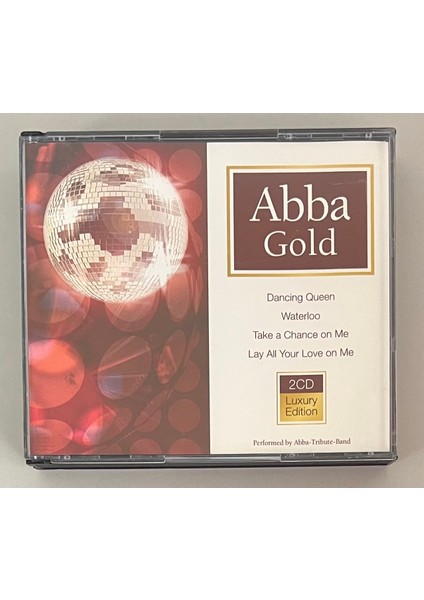 Abba
Gold
Dancing Queen
Waterloo
Take a Chance on Me
Lay All Your Love on Me
2CD
Luxury
Edition
Performed by Abba-Tribute-Band